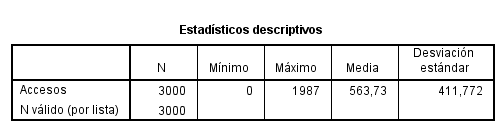 Estadísticos descriptivos
N Mínimo Máximo Media Desviación estándar
Accesos 3000 0 1987 563,73 411,772
N válido (por lista) 3000